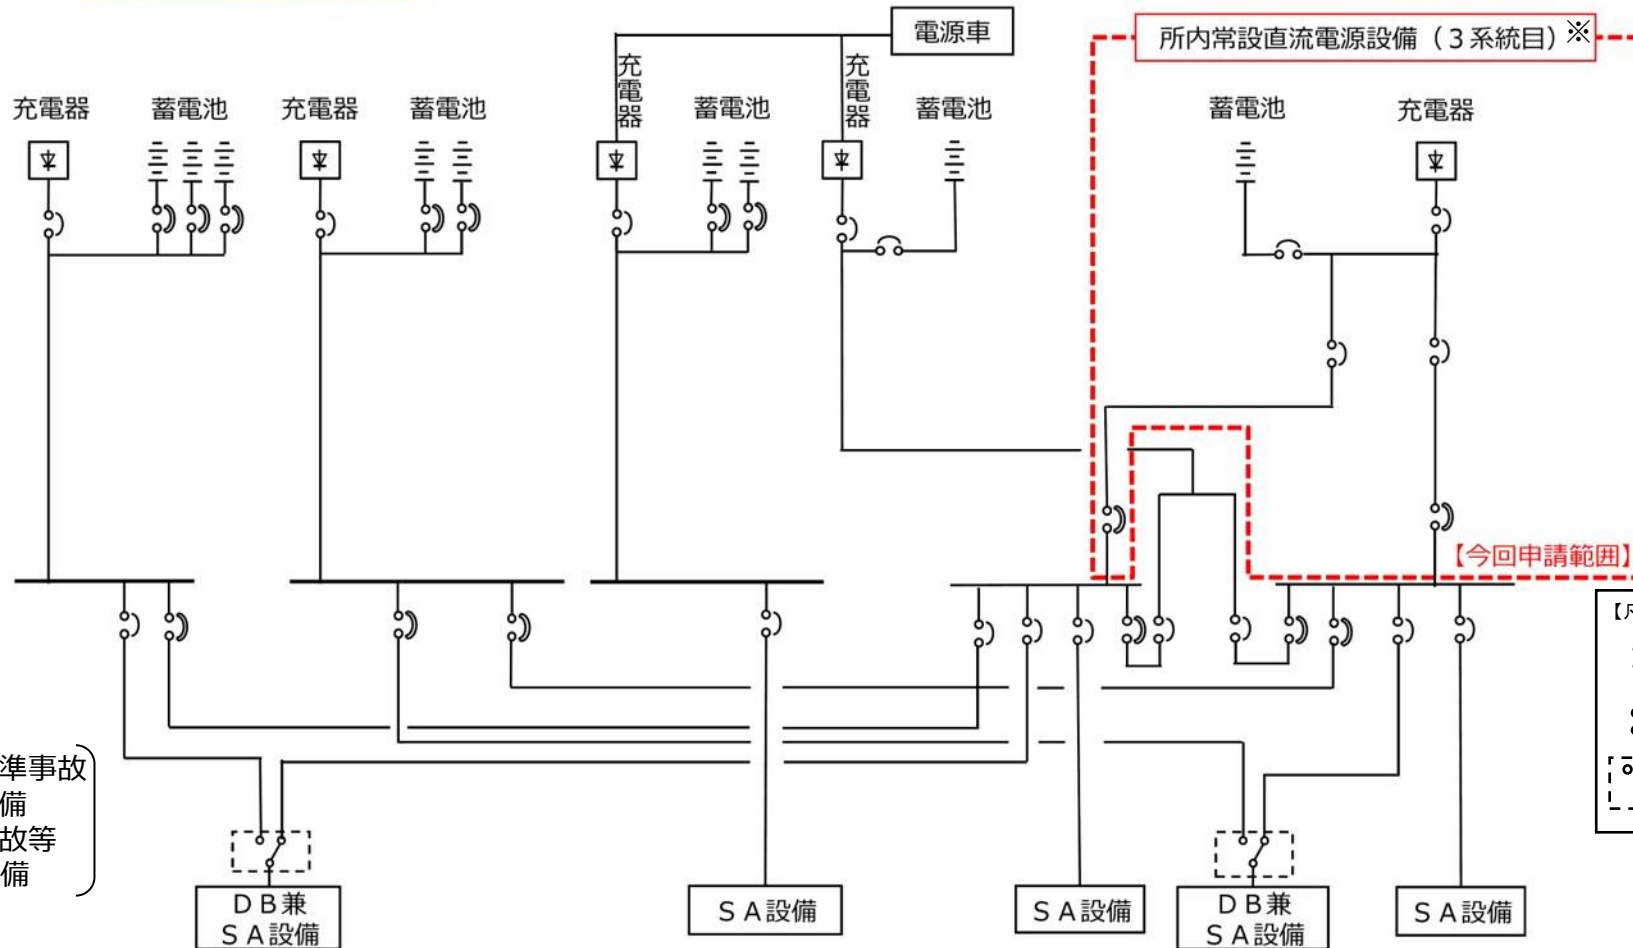 電源車
所内常設直流電源設備（３系統目）※
充電器
蓄電池
充電器
蓄電池
充電器
蓄電池
充電器
蓄電池
蓄電池
充電器
【今回申請範囲】
準事故
備
故等
備
ＤＢ兼
ＳＡ設備
ＳＡ設備
ＳＡ設備
ＤＢ兼
ＳＡ設備
ＳＡ設備